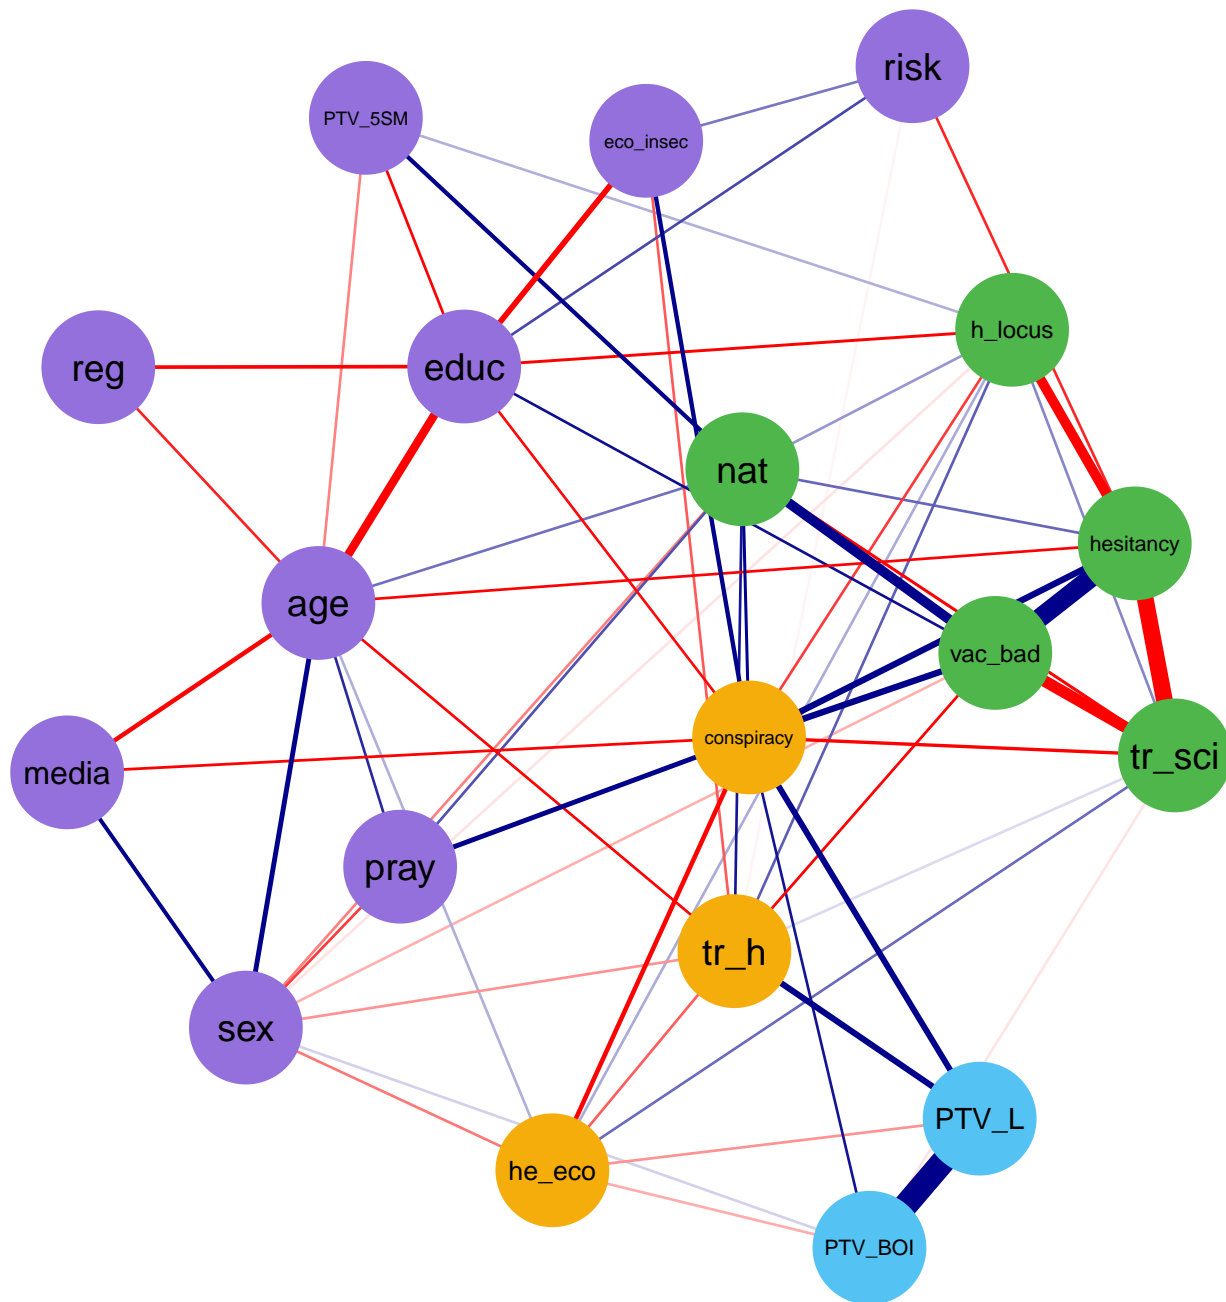 risk
PTV_5SM
eco_insec
h_locus
reg
educ
nat
hesitancy
age
vac_bad
conspiracy
tr_sci
media
pray
tr_h
sex
PTV_L
he_eco
PTV_BOI